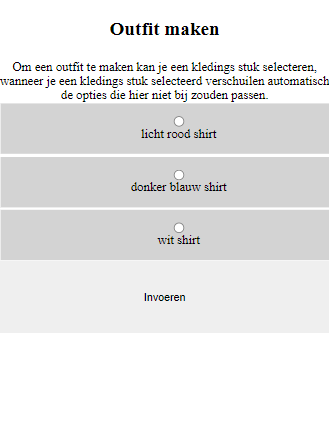 Outfit maken
Om een outfit te maken kan je een kledings stuk selecteren,
wanneer je een kledings stuk selecteerd verschuilen automatisch
de opties die hier niet bij zouden passen.
licht rood shirt
donker blauw shirt
wit shirt
Invoeren